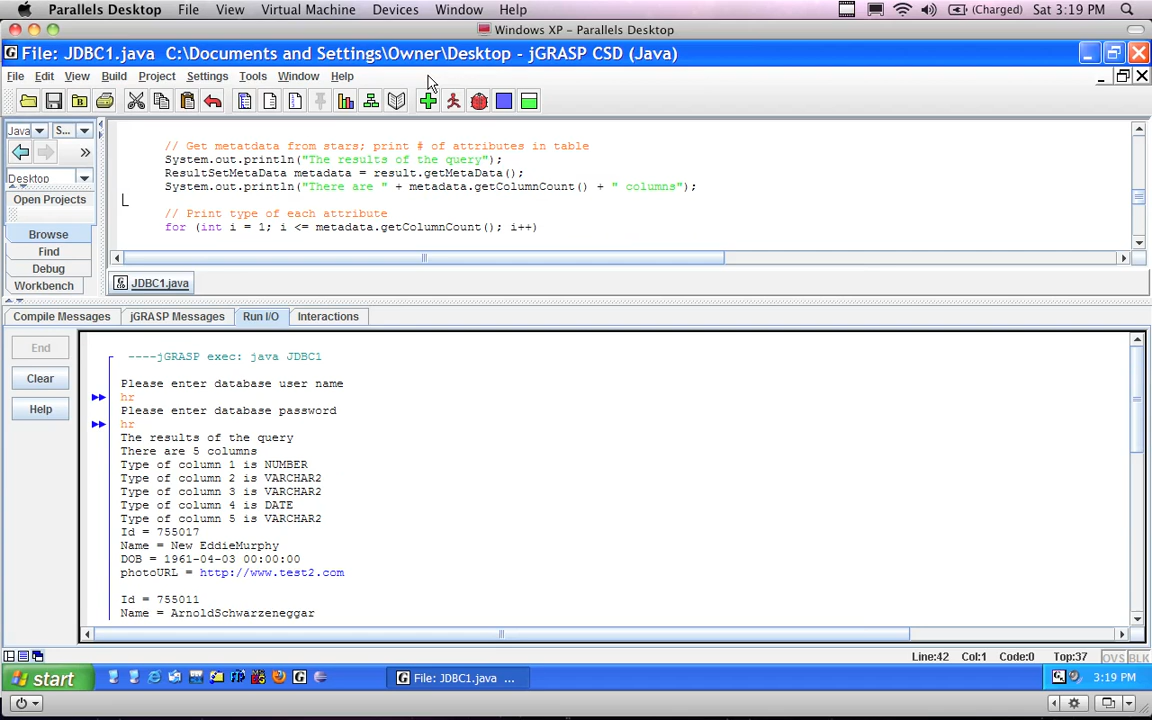 Parallels Desktop File View Virtual Machine Devices Window Help (Charged) Sat 3:19 PM
Windows XP - Parallels Desktop
File: JDBC1.java C:\Documents and Settings\Owner\Desktop - jGRASP CSD (Java)
File Edit View Build Project Settings Tools Window Help
Java S...
Desktop
Open Projects
Browse
Find
Debug
Workbench
// Get metatdata from stars; print # of attributes in table
System.out.println("The results of the query");
ResultSetMetaData metadata = result.getMetaData();
System.out.println("There are " + metadata.getColumnCount() + " columns");
// Print type of each attribute
for (int i = 1; i <= metadata.getColumnCount(); i++)
JDBC1.java
Compile Messages jGRASP Messages Run I/O Interactions
End
Clear
Help
----jGRASP exec: java JDBC1
Please enter database user name
hr
Please enter database password
hr
The results of the query
There are 5 columns
Type of column 1 is NUMBER
Type of column 2 is VARCHAR2
Type of column 3 is VARCHAR2
Type of column 4 is DATE
Type of column 5 is VARCHAR2
Id = 755017
Name = New EddieMurphy
DOB = 1961-04-03 00:00:00
photoURL = http://www.test2.com
Id = 755011
Name = ArnoldSchwarzeneggar
Line:42 Col:1 Code:0 Top:37 OVS BLK
start File: JDBC1.java ... 3:19 PM